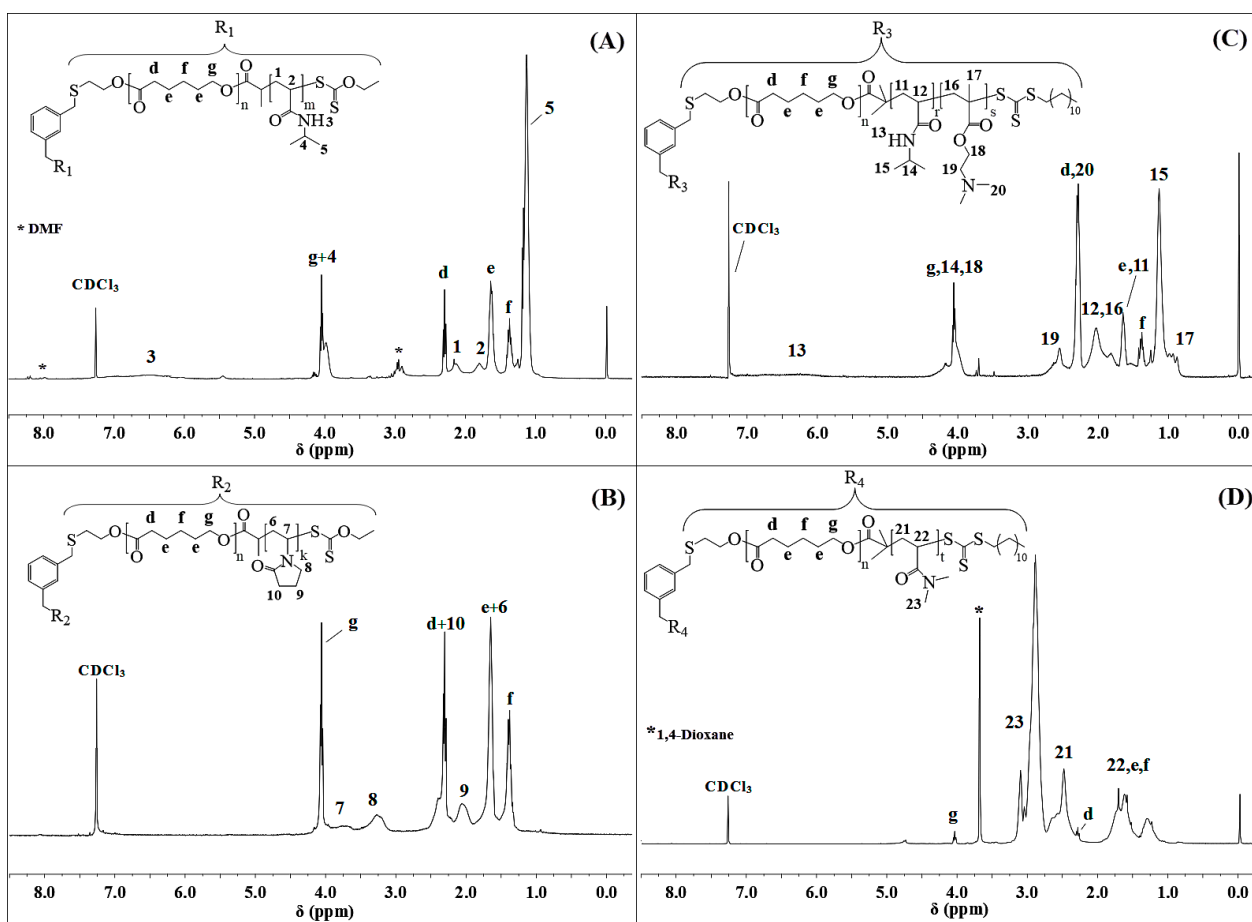 (A)
R1
d f g
e e
1
2
S O O O n m S O S
O NH3
4
5
R1
5
* DMF
CDCl3
3
g+4
*
*
d
1
2
e
f
8.0 7.0 6.0 5.0 4.0 3.0 2.0 1.0 0.0
δ (ppm)
(B)
R2
d f g
e e
6
7
S O O O n k S O S
O N
8
10 9
R2
CDCl3
g
7
8
d+10
9
e+6
f
8.0 7.0 6.0 5.0 4.0 3.0 2.0 1.0 0.0
δ (ppm)
(C)
R3
d f g
e e
11
12
16
17
S O O O n r s S S S
10
13 HN O O O
15 14
18
19
N 20
R3
CDCl3
13
g,14,18
19
d,20
12,16
e,11
f
15
17
8.0 7.0 6.0 5.0 4.0 3.0 2.0 1.0 0.0
δ (ppm)
(D)
R4
d f g
e e
21
22
S O O O n t S S S
10
O N
23
R4
*1,4-Dioxane
CDCl3
g
*
23
21
d
22,e,f
8.0 7.0 6.0 5.0 4.0 3.0 2.0 1.0 0.0
δ (ppm)